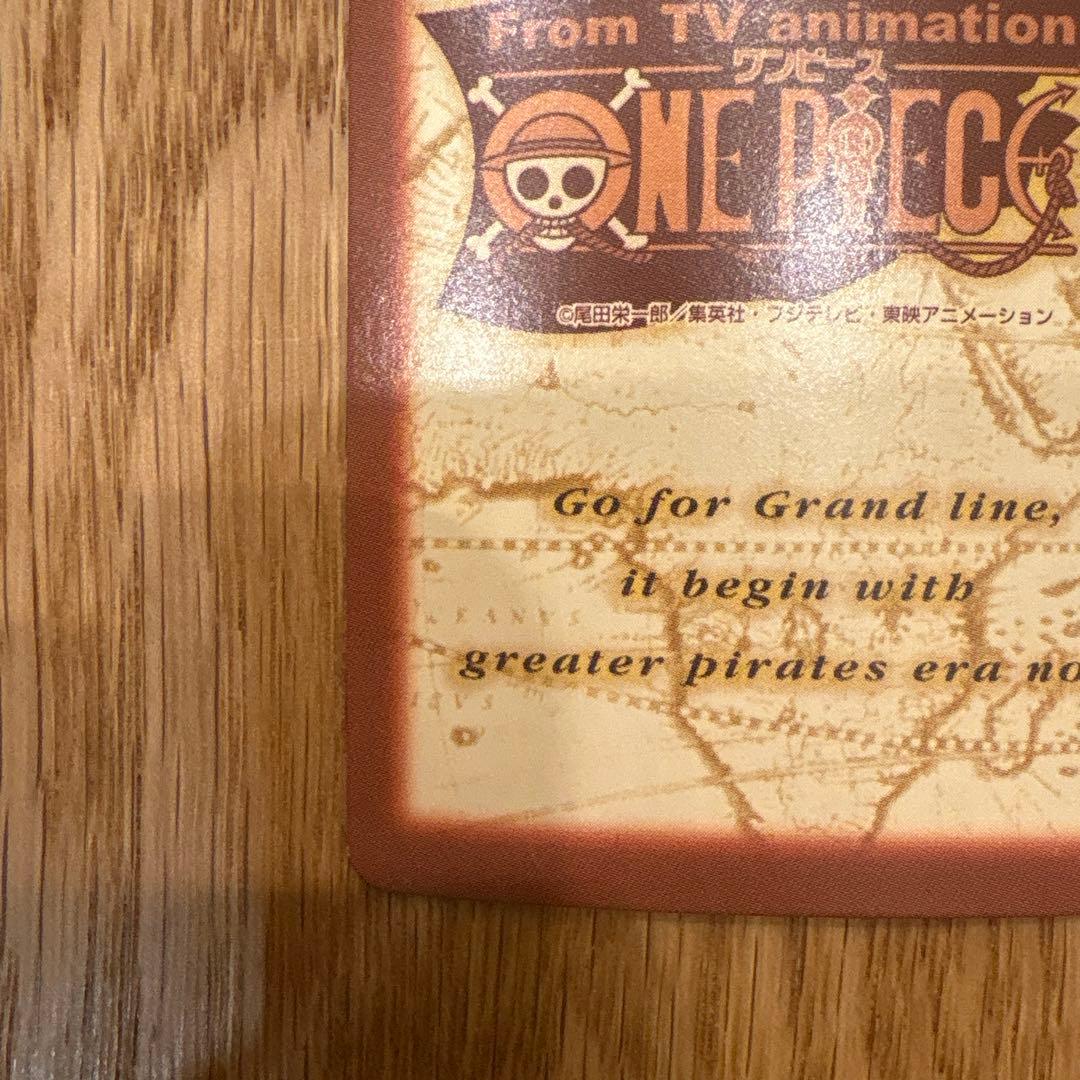 From TV animation
ワンピース
ONE PIECE
©尾田栄一郎／集英社・フジテレビ・東映アニメーション
Go for Grand line,
it begin with
greater pirates era no